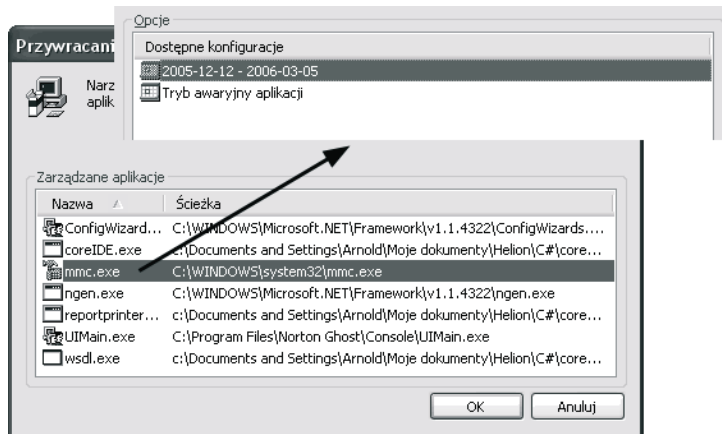 Opcje
Przywracani
Dostępne konfiguracje
2005-12-12 - 2006-03-05
Narz
aplik
Tryb awaryjny aplikacji
Zarządzane aplikacje
Nazwa Ścieżka
ConfigWizard... C:\WINDOWS\Microsoft.NET\Framework\v1.1.4322\ConfigWizards....
coreIDE.exe c:\Documents and Settings\Arnold\Moje dokumenty\Helion\C#\core...
mmc.exe C:\WINDOWS\system32\mmc.exe
ngen.exe C:\WINDOWS\Microsoft.NET\Framework\v1.1.4322\ngen.exe
reportprinter... c:\Documents and Settings\Arnold\Moje dokumenty\Helion\C#\core...
UIMain.exe C:\Program Files\Norton Ghost\Console\UIMain.exe
wsdl.exe c:\Documents and Settings\Arnold\Moje dokumenty\Helion\C#\core...
OK Anuluj